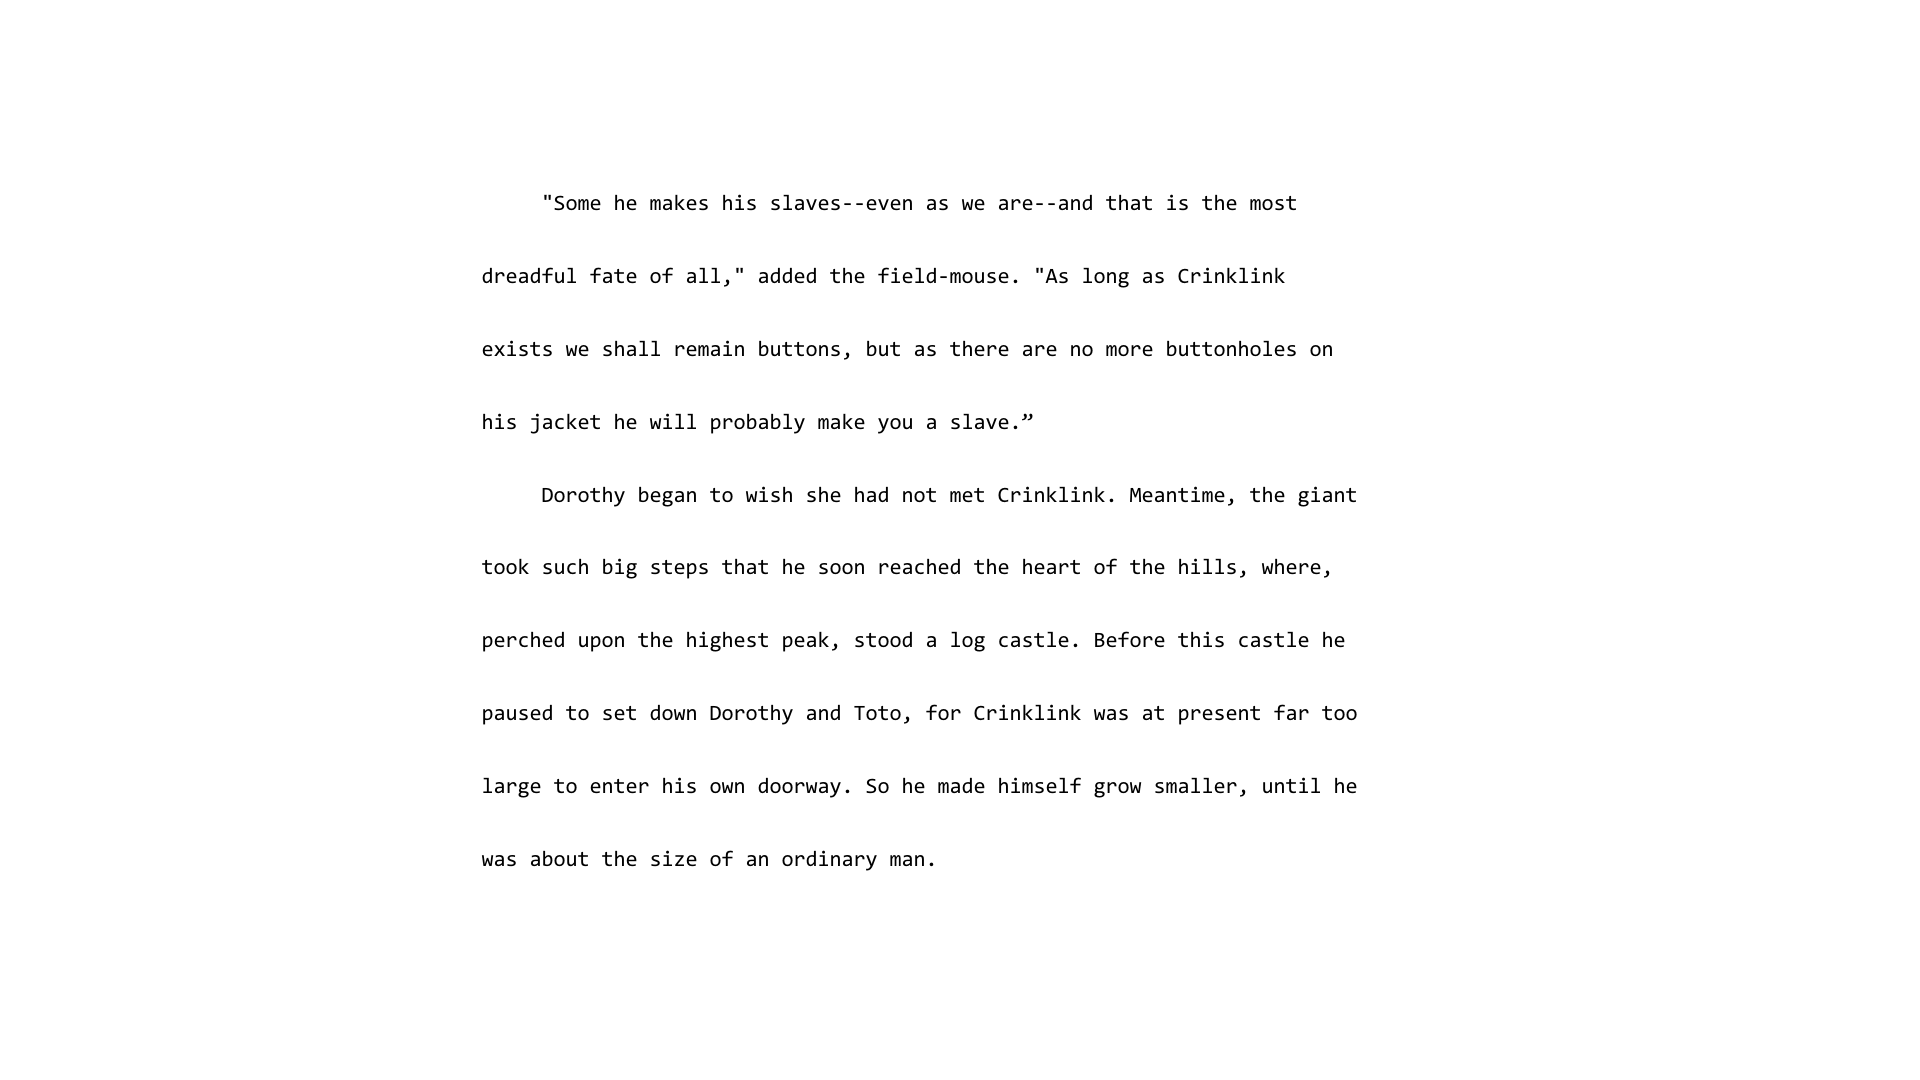 "Some he makes his slaves--even as we are--and that is the most
dreadful fate of all," added the field-mouse. "As long as Crinklink
exists we shall remain buttons, but as there are no more buttonholes on
his jacket he will probably make you a slave.”
Dorothy began to wish she had not met Crinklink. Meantime, the giant
took such big steps that he soon reached the heart of the hills, where,
perched upon the highest peak, stood a log castle. Before this castle he
paused to set down Dorothy and Toto, for Crinklink was at present far too
large to enter his own doorway. So he made himself grow smaller, until he
was about the size of an ordinary man.